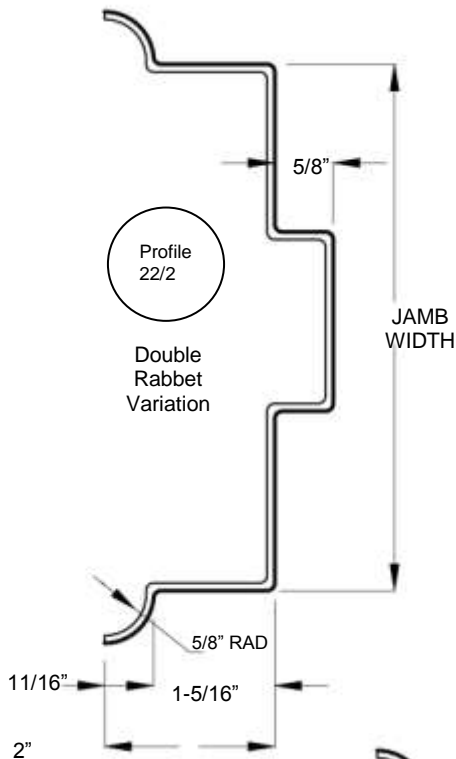 5/8”
Profile
22/2
JAMB
WIDTH
Double
Rabbet
Variation
5/8” RAD
11/16”
1-5/16”
2”